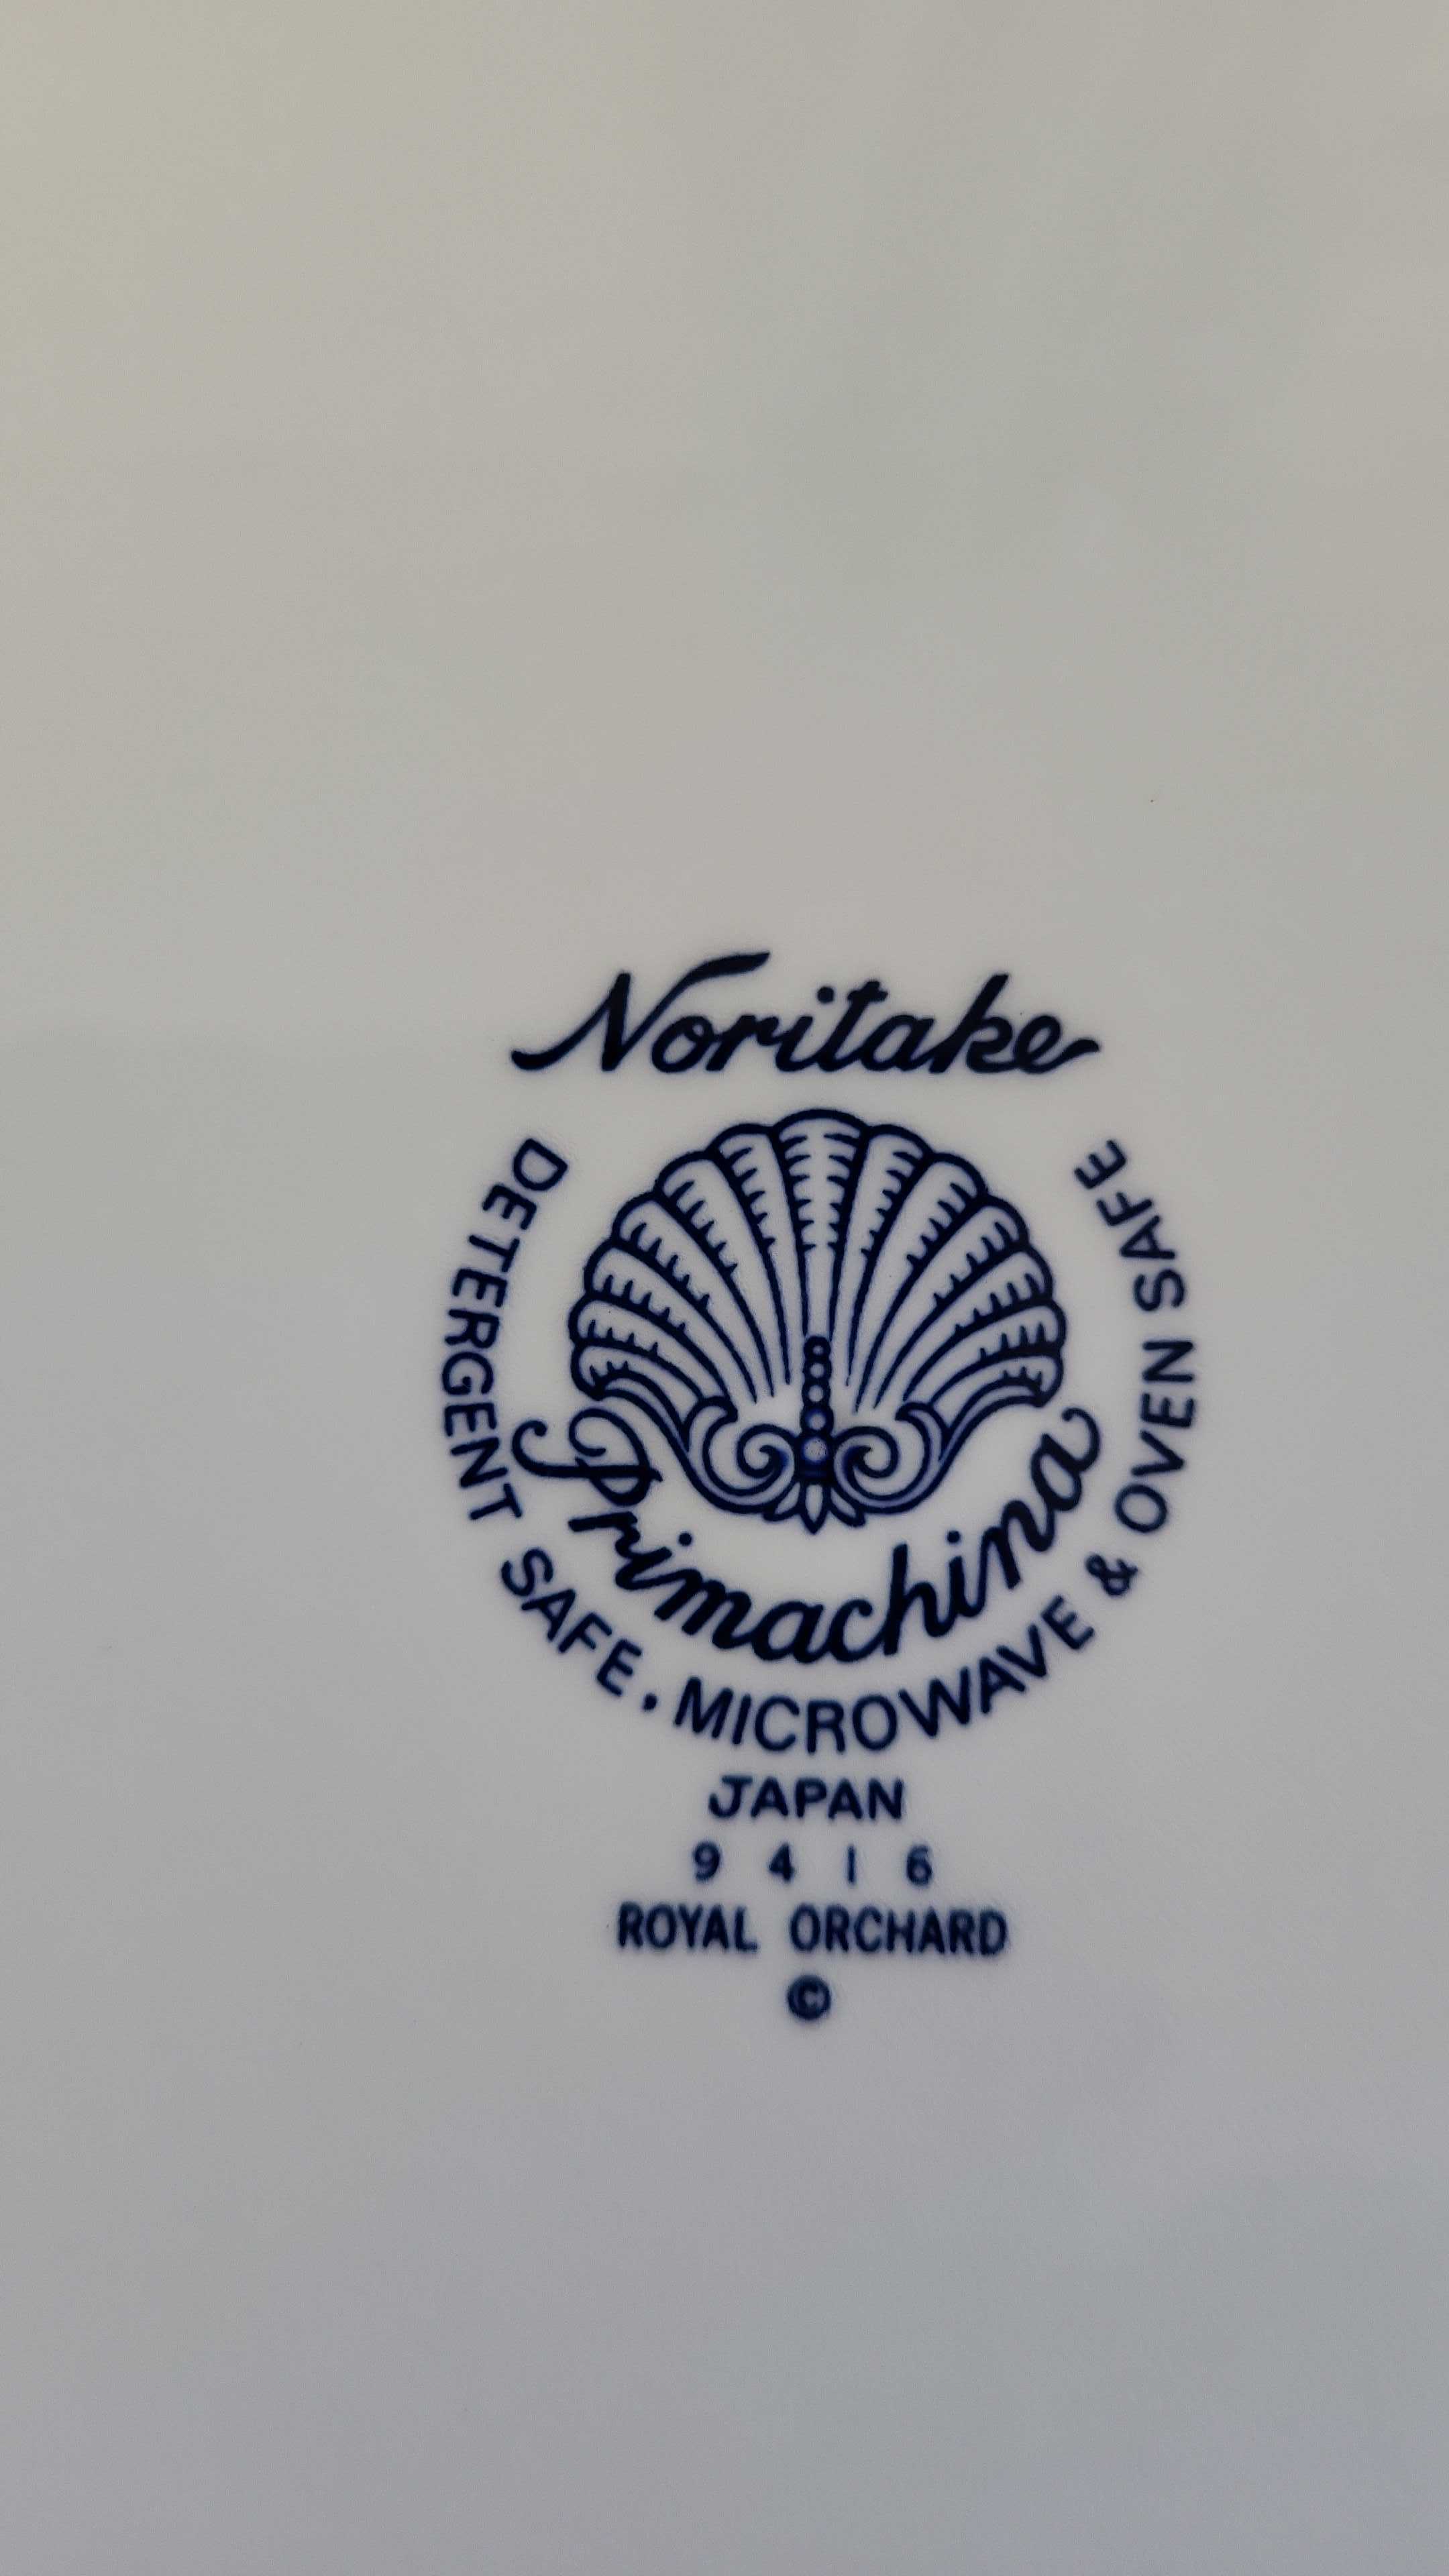 Noritake
DETERGENT SAFE. MICROWAVE & OVEN SAFE
Primachina
JAPAN
9416
ROYAL ORCHARD
©